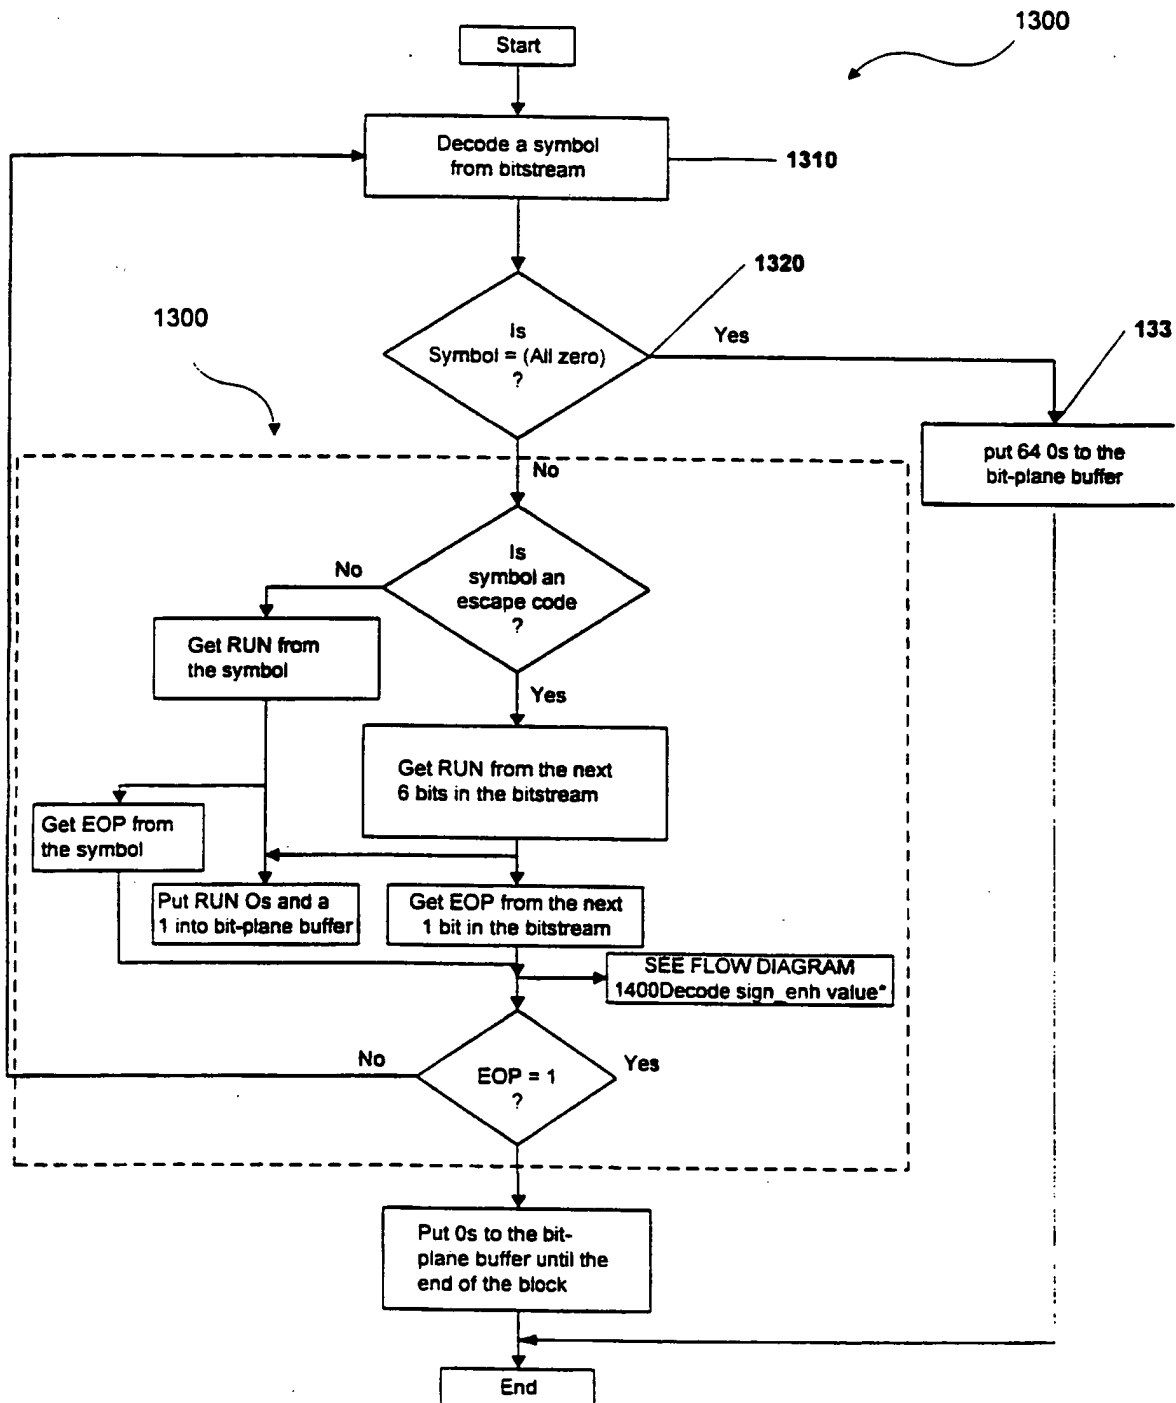 1300
Start
Decode a symbol
from bitstream
1310
1320
1300
Is
Symbol = (All zero)
?
Yes
133
put 64 0s to the
bit-plane buffer
No
Is
symbol an
escape code
?
No
Get RUN from
the symbol
Yes
Get RUN from the next
6 bits in the bitstream
Get EOP from
the symbol
Put RUN Os and a
1 into bit-plane buffer
Get EOP from the next
1 bit in the bitstream
SEE FLOW DIAGRAM
1400Decode sign_enh value*
No
EOP = 1
?
Yes
Put 0s to the bit-
plane buffer until the
end of the block
End